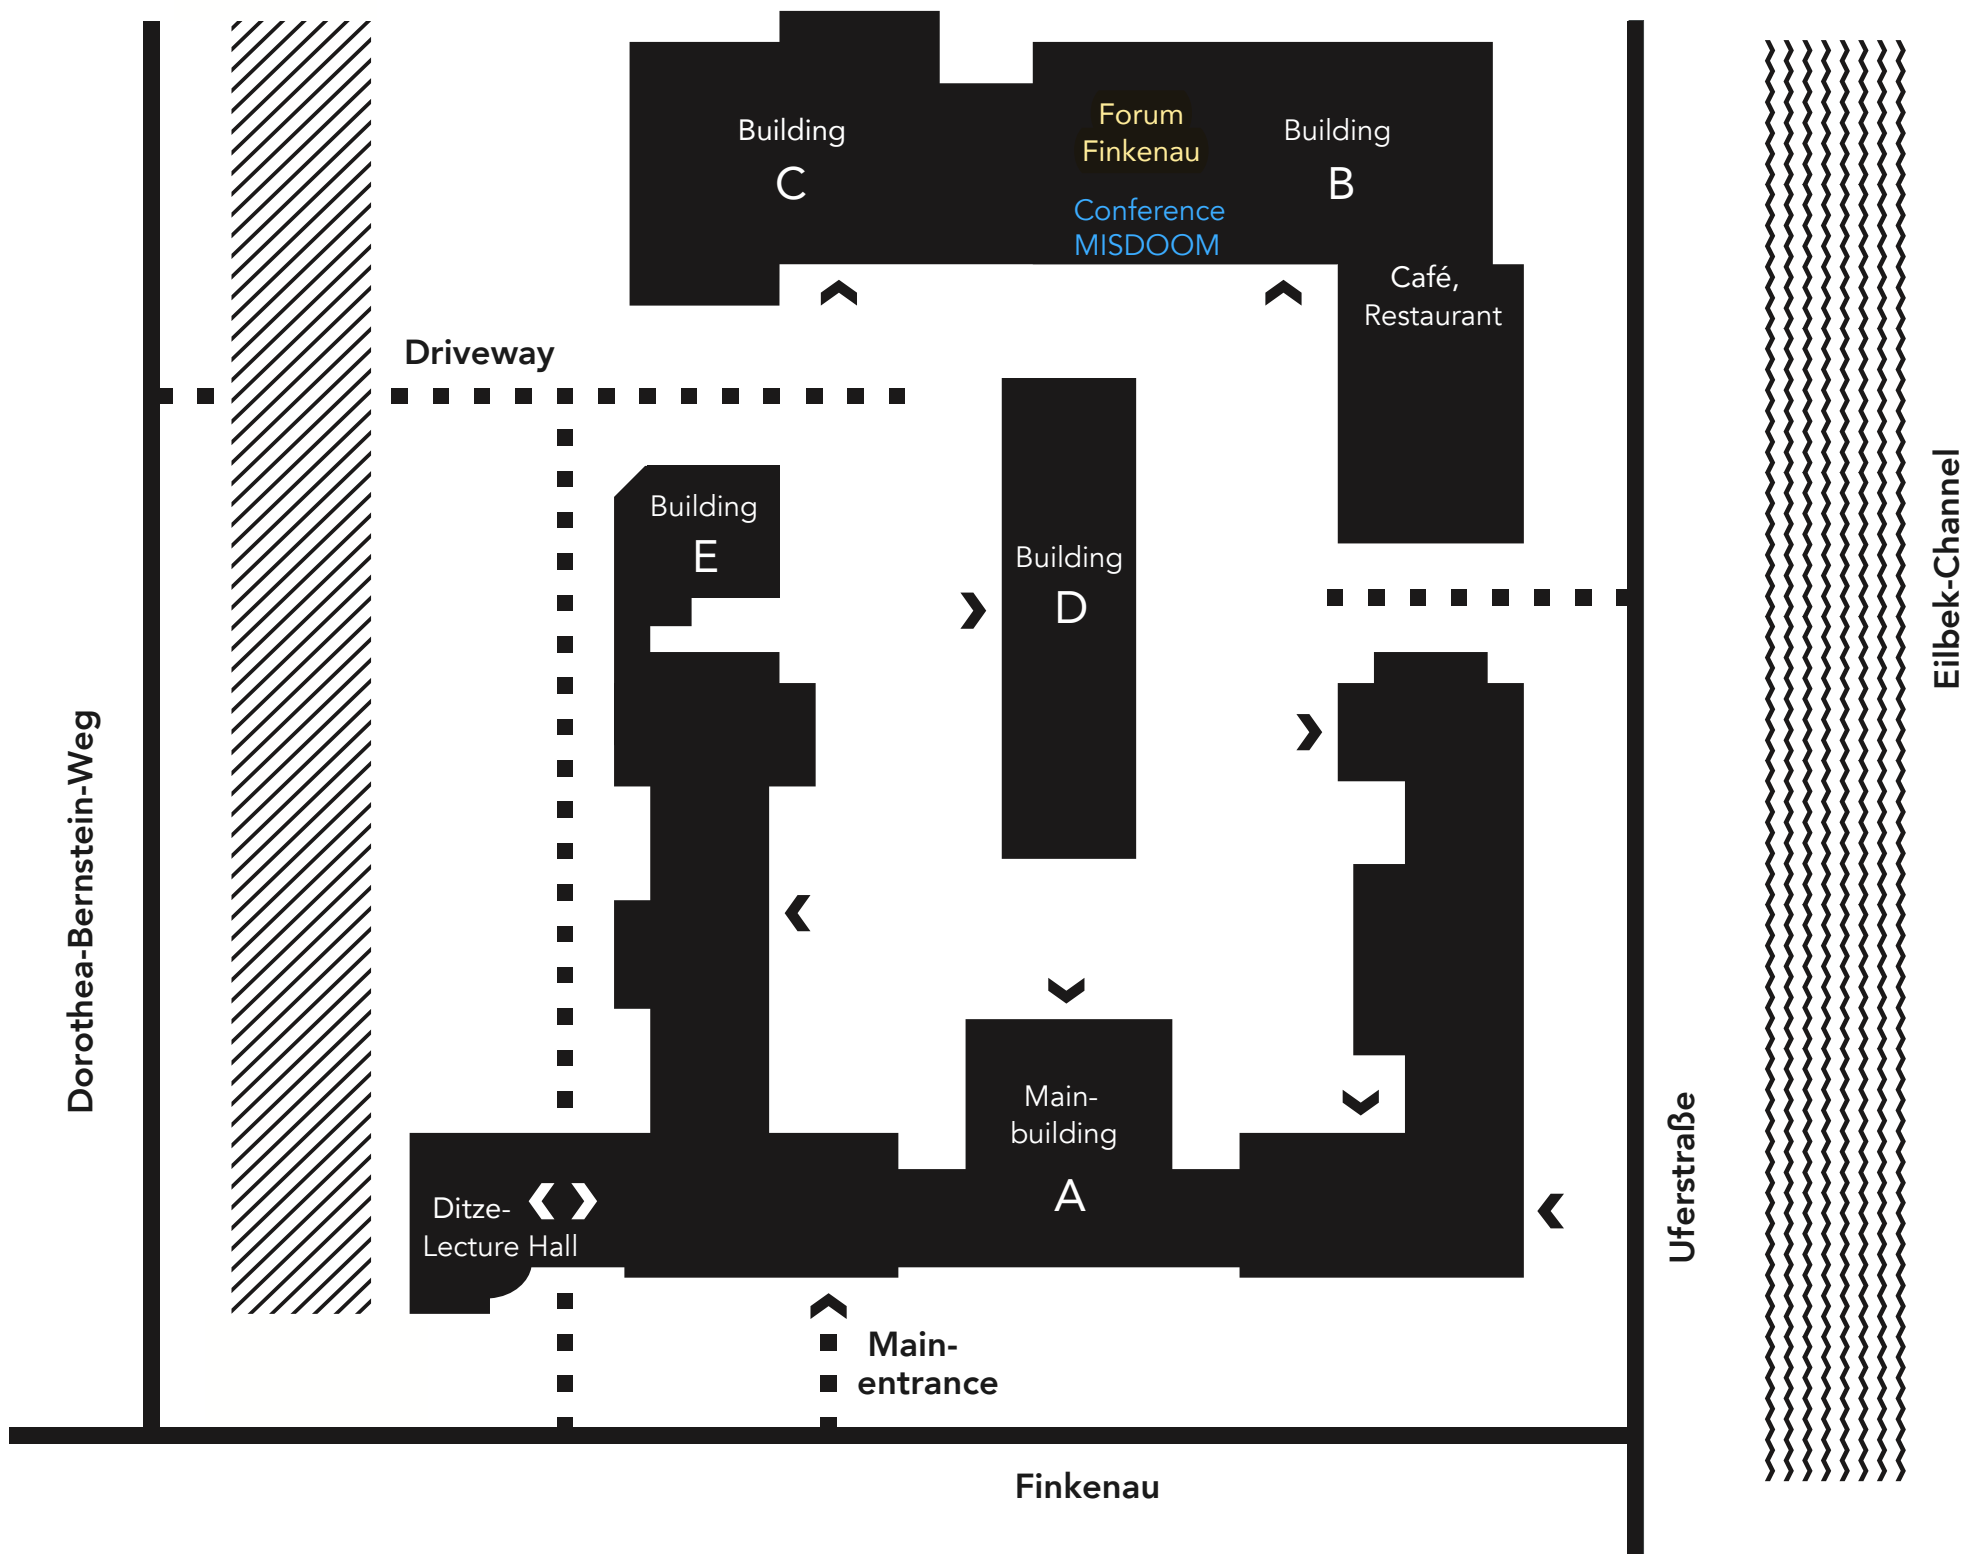 Building
C
Forum
Finkenau
Conference
MISDOOM
Building
B
Café,
Restaurant
Driveway
Building
E
Building
D
Eilbek-Channel
Dorothea-Bernstein-Weg
Main-
building
A
Ditze-
Lecture Hall
Uferstraße
Main-
entrance
Finkenau